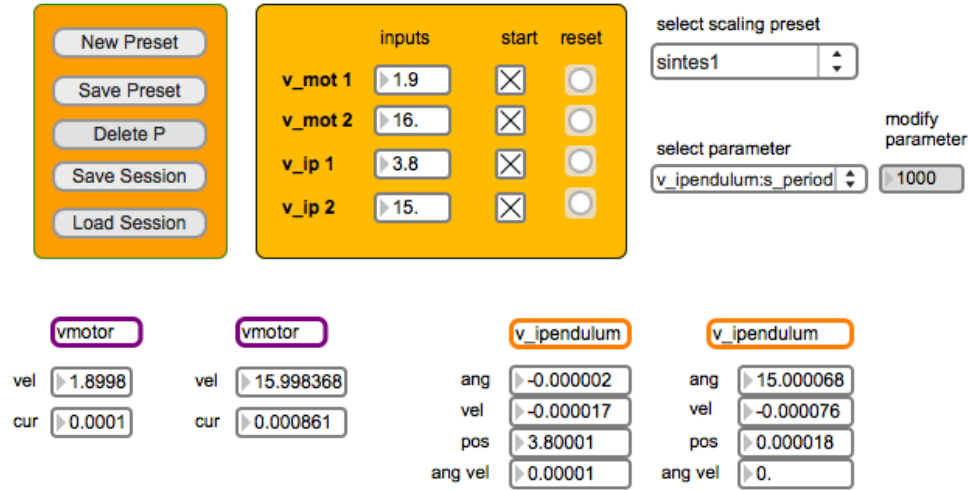 New Preset
Save Preset
Delete P
Save Session
Load Session
inputs start reset
v_mot 1 1.9
v_mot 2 16.
v_ip 1 3.8
v_ip 2 15.
select scaling preset
sintes1
select parameter
v_ipendulum:s_period
modify
parameter
1000
vmotor
vel 1.8998
cur 0.0001
vmotor
vel 15.998368
cur 0.000861
v_ipendulum
ang -0.000002
vel -0.000017
pos 3.80001
ang vel 0.00001
v_ipendulum
ang 15.000068
vel -0.000076
pos 0.000018
ang vel 0.